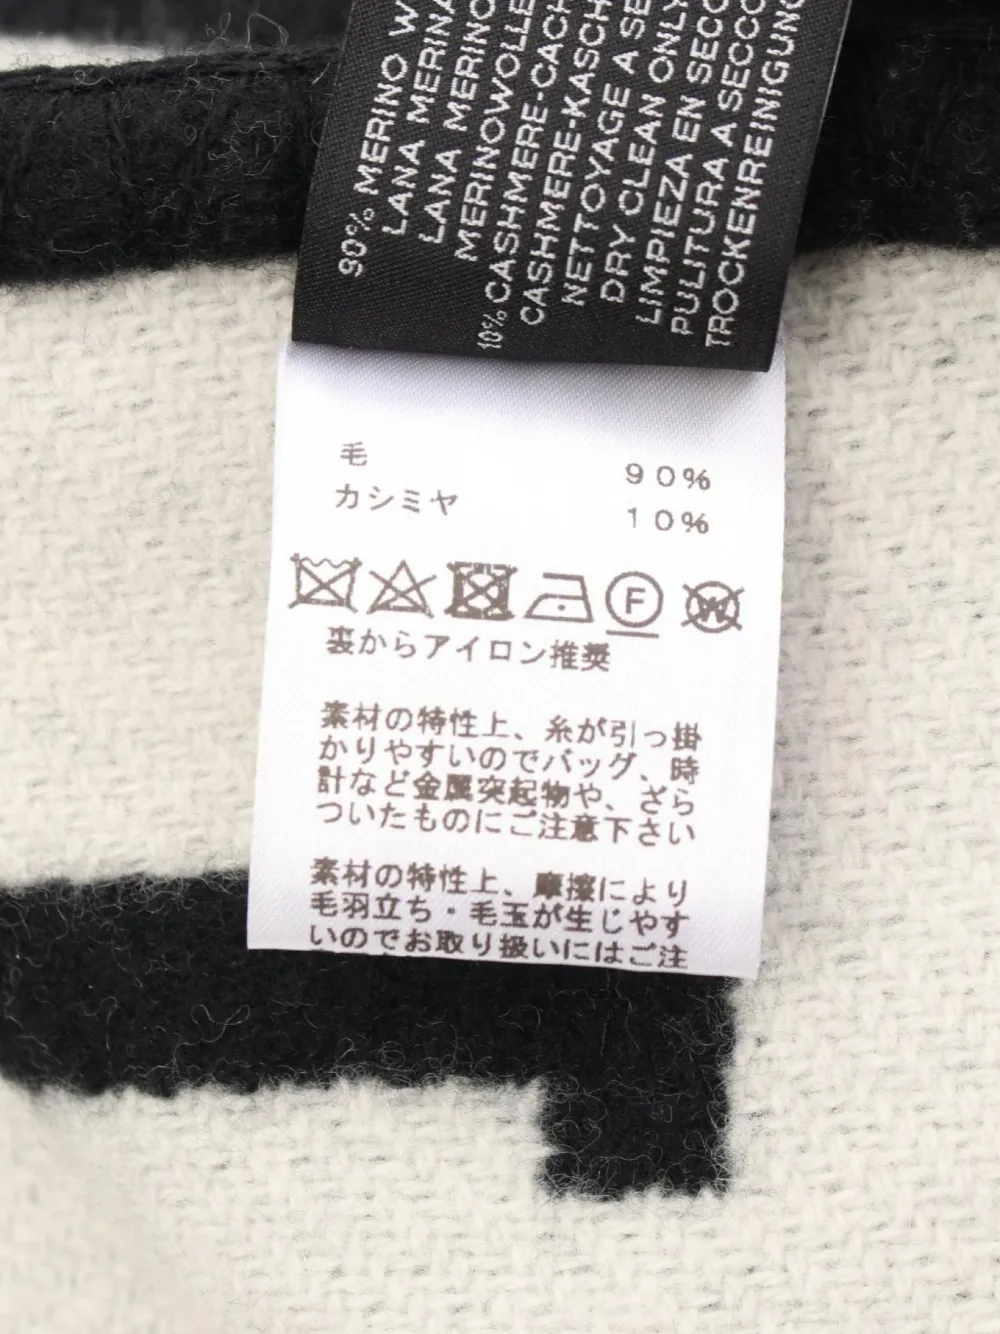 90% MERINO W
LANA MERINA
LANA MERINO
MERINOWOLLE
10% CASHMERE-CACH
CASHMERE-KASCH
NETTOYAGE A SE
DRY CLEAN ONLY
LIMPIEZA EN SECO
PULITURA A SECCO
TROCKENREINIGUNG
毛 90%
カシミヤ 10%
F W
裏からアイロン推奨
素材の特性上、糸が引っ掛
かりやすいのでバッグ、時
計など金属突起物や、ざら
ついたものにご注意下さい
素材の特性上、摩擦により
毛羽立ち・毛玉が生じやす
いのでお取り扱いにはご注